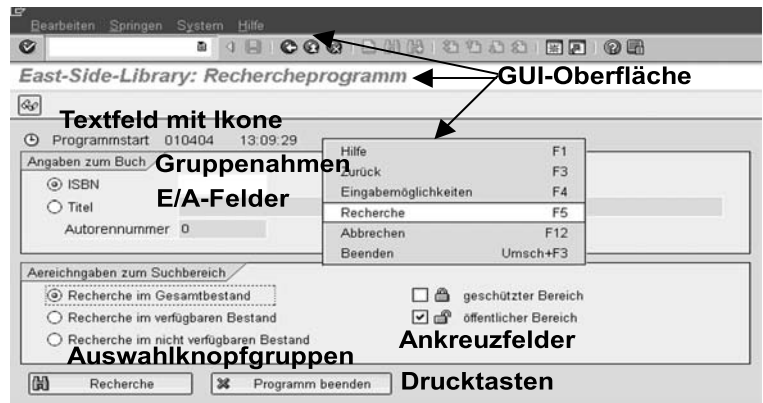 Bearbeiten Springen System Hilfe
East-Side-Library: Rechercheprogramm
GUI-Oberfläche
Textfeld mit Ikone
Programmstart 010404 13:09:29
Angaben zum Buch
Gruppenahmen
ISBN
E/A-Felder
Titel
Autorennummer 0
Hilfe F1
Zurück F3
Eingabemöglichkeiten F4
Recherche F5
Abbrechen F12
Beenden Umsch+F3
Aereichngaben zum Suchbereich
Recherche im Gesamtbestand
geschützter Bereich
Recherche im verfügbaren Bestand
öffentlicher Bereich
Recherche im nicht verfügbaren Bestand
Ankreuzfelder
Auswahlknopfgruppen
Recherche
Programm beenden
Drucktasten